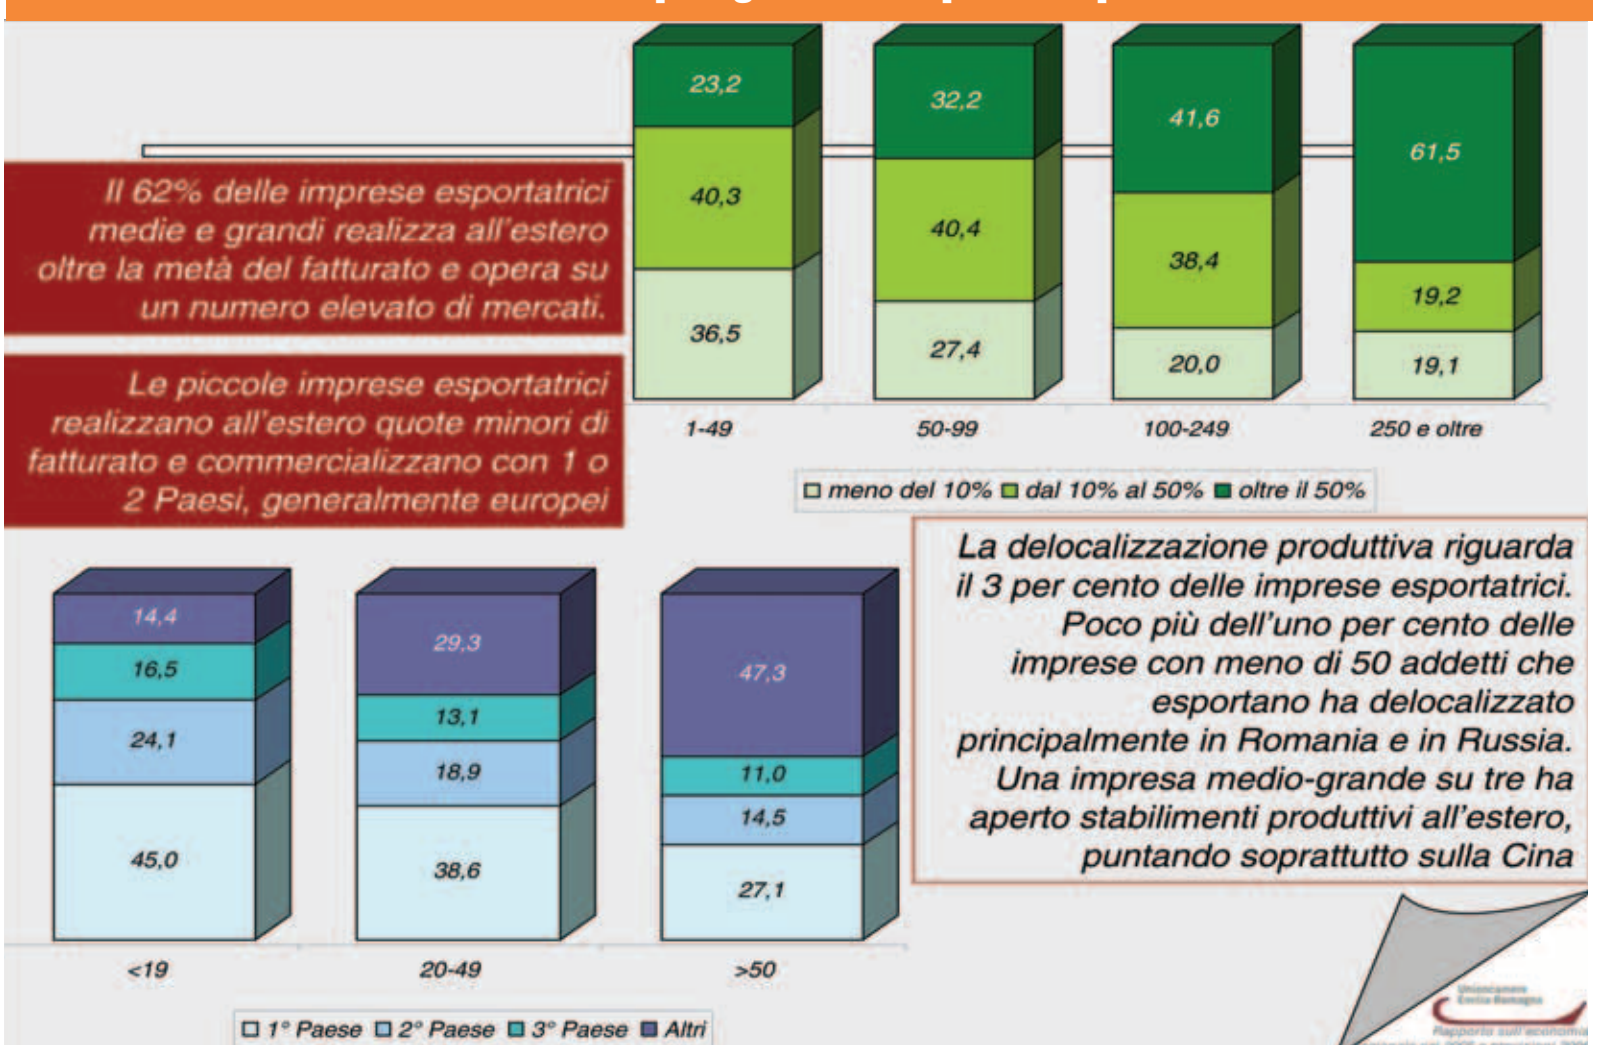 23,2
32,2
41,6
61,5
40,3
40,4
38,4
19,2
36,5
27,4
20,0
19,1
1-49
50-99
100-249
250 e oltre
meno del 10% dal 10% al 50% oltre il 50%
Il 62% delle imprese esportatrici
medie e grandi realizza all'estero
oltre la metà del fatturato e opera su
un numero elevato di mercati.
Le piccole imprese esportatrici
realizzano all'estero quote minori di
fatturato e commercializzano con 1 o
2 Paesi, generalmente europei
14,4
29,3
47,3
16,5
13,1
11,0
24,1
18,9
14,5
45,0
38,6
27,1
<19
20-49
>50
1° Paese 2° Paese 3° Paese Altri
La delocalizzazione produttiva riguarda
il 3 per cento delle imprese esportatrici.
Poco più dell'uno per cento delle
imprese con meno di 50 addetti che
esportano ha delocalizzato
principalmente in Romania e in Russia.
Una impresa medio-grande su tre ha
aperto stabilimenti produttivi all'estero,
puntando soprattutto sulla Cina
Unioncamere
Emilia-Romagna
Rapporto sull'economia